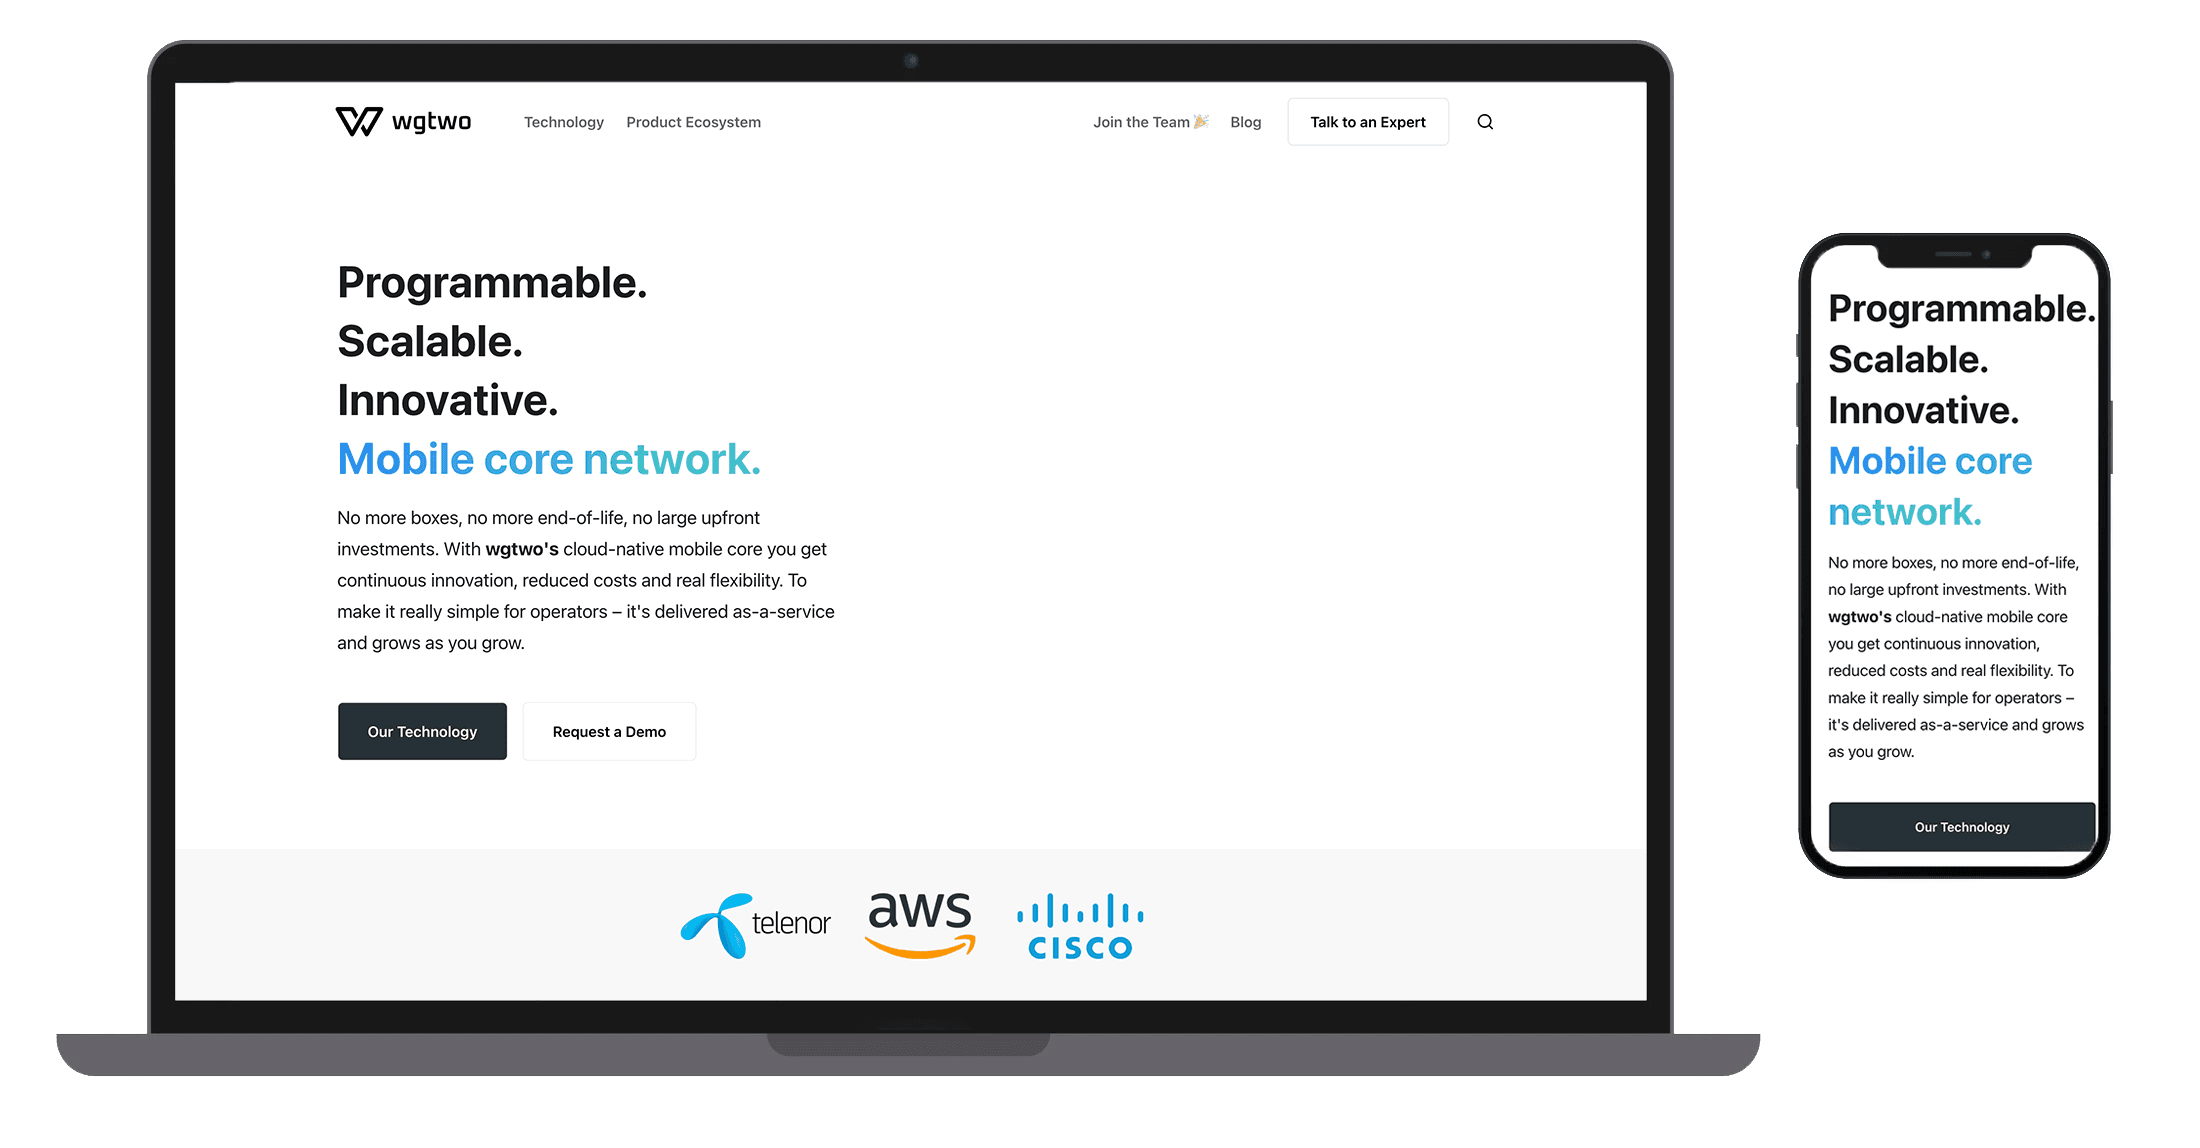 wgtwo Technology Product Ecosystem Join the Team Blog Talk to an Expert
Programmable.
Scalable.
Innovative.
Mobile core network.
No more boxes, no more end-of-life, no large upfront
investments. With wgtwo's cloud-native mobile core you get
continuous innovation, reduced costs and real flexibility. To
make it really simple for operators – it's delivered as-a-service
and grows as you grow.
Our Technology Request a Demo
telenor aws cisco
Programmable.
Scalable.
Innovative.
Mobile core
network.
No more boxes, no more end-of-life,
no large upfront investments. With
wgtwo's cloud-native mobile core
you get continuous innovation,
reduced costs and real flexibility. To
make it really simple for operators –
it's delivered as-a-service and grows
as you grow.
Our Technology